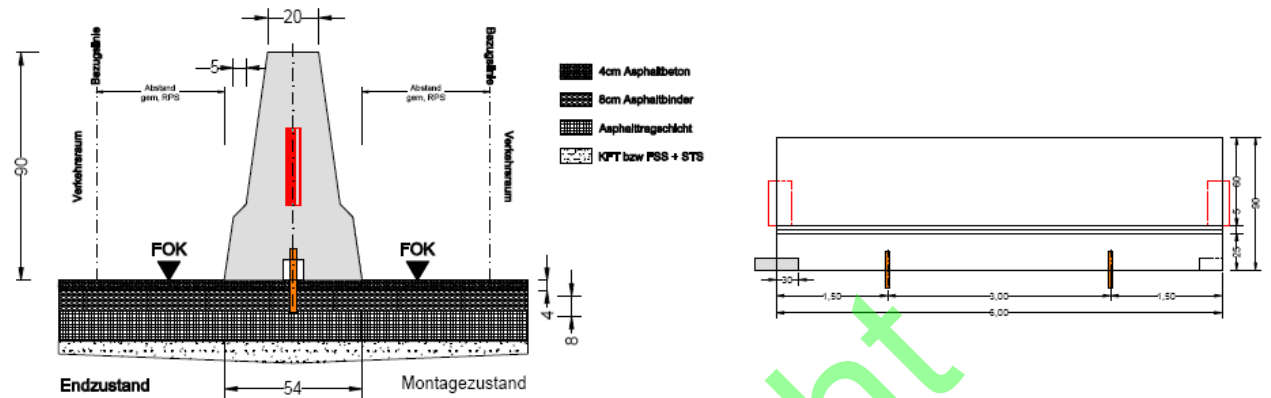 20
Bezugslinie
Bezugslinie
5
Abstand
gem. RPS
Abstand
gem. RPS
Verkehrsraum
Verkehrsraum
90
FOK
FOK
4
8
Endzustand
54
Montagezustand
4cm Asphaltbeton
8cm Asphaltbinder
Asphalttragschicht
KFT bzw FSS + STS
60
5
90
25
30
1,50
3,00
1,50
6,00
ht